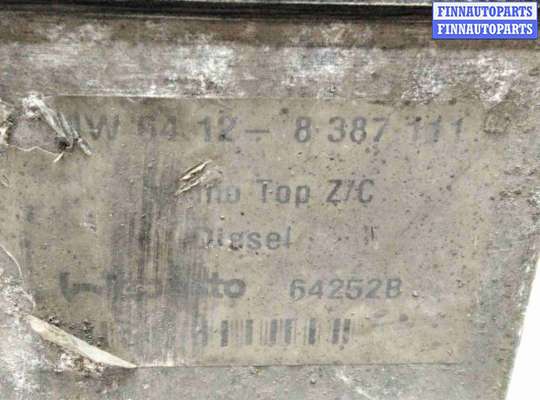 FINNAUTOPARTS
FINNAUTOPARTS
64 12 - 8 387 111
Top Z/C
Diesel
64252B